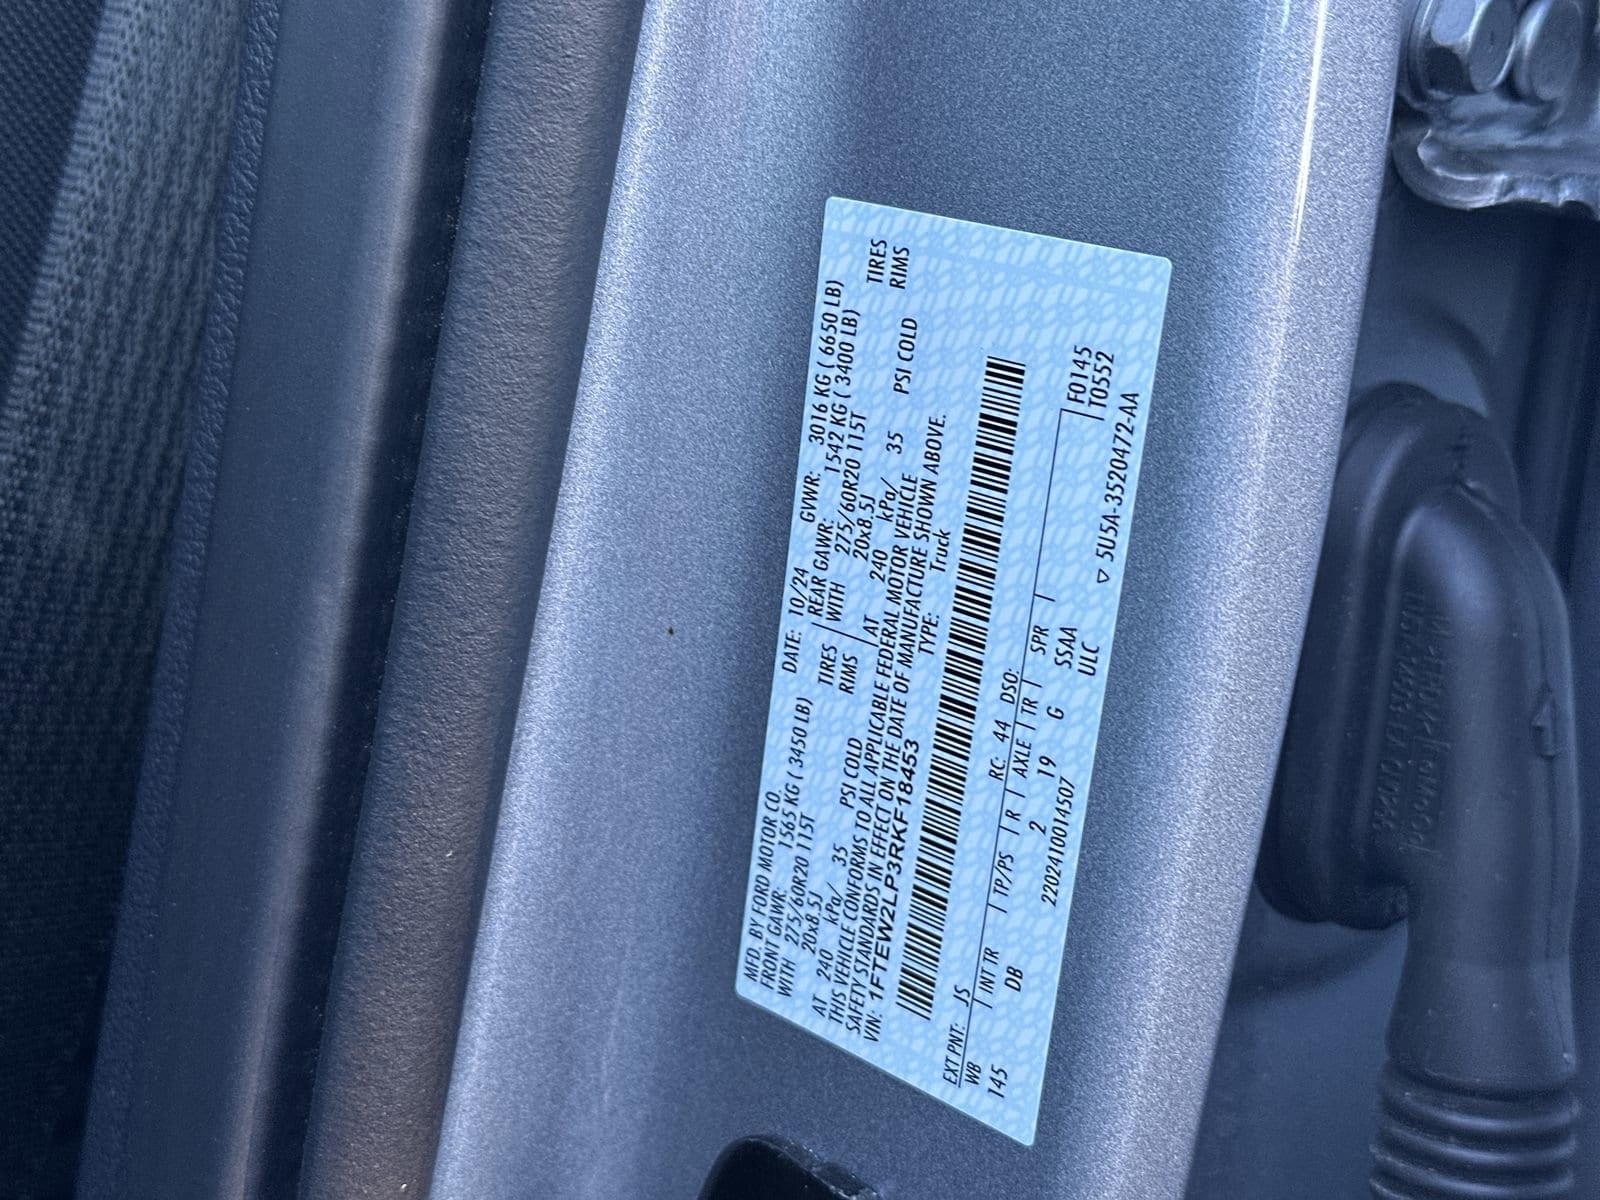 MFD. BY FORD MOTOR CO. DATE: 10/24 GVWR: 3016 KG ( 6650 LB)
FRONT GAWR: 1565 KG ( 3450 LB) REAR GAWR: 1542 KG ( 3400 LB)
WITH 275/60R20 115T TIRES WITH 275/60R20 115T TIRES
20x8.5J RIMS 20x8.5J RIMS
AT 240 kPa/ 35 PSI COLD AT 240 kPa/ 35 PSI COLD
THIS VEHICLE CONFORMS TO ALL APPLICABLE FEDERAL MOTOR VEHICLE
SAFETY STANDARDS IN EFFECT ON THE DATE OF MANUFACTURE SHOWN ABOVE.
VIN: 1FTEW2LP3RKF18453 TYPE: Truck
EXT PNT: JS RC: 44 DSO: F0145
WB INT TR TP/PS R AXLE TR SPR T0552
145 DB 2 19 G SSAA
2202410014507 ULC ▽ 5U5A-3520472-AA